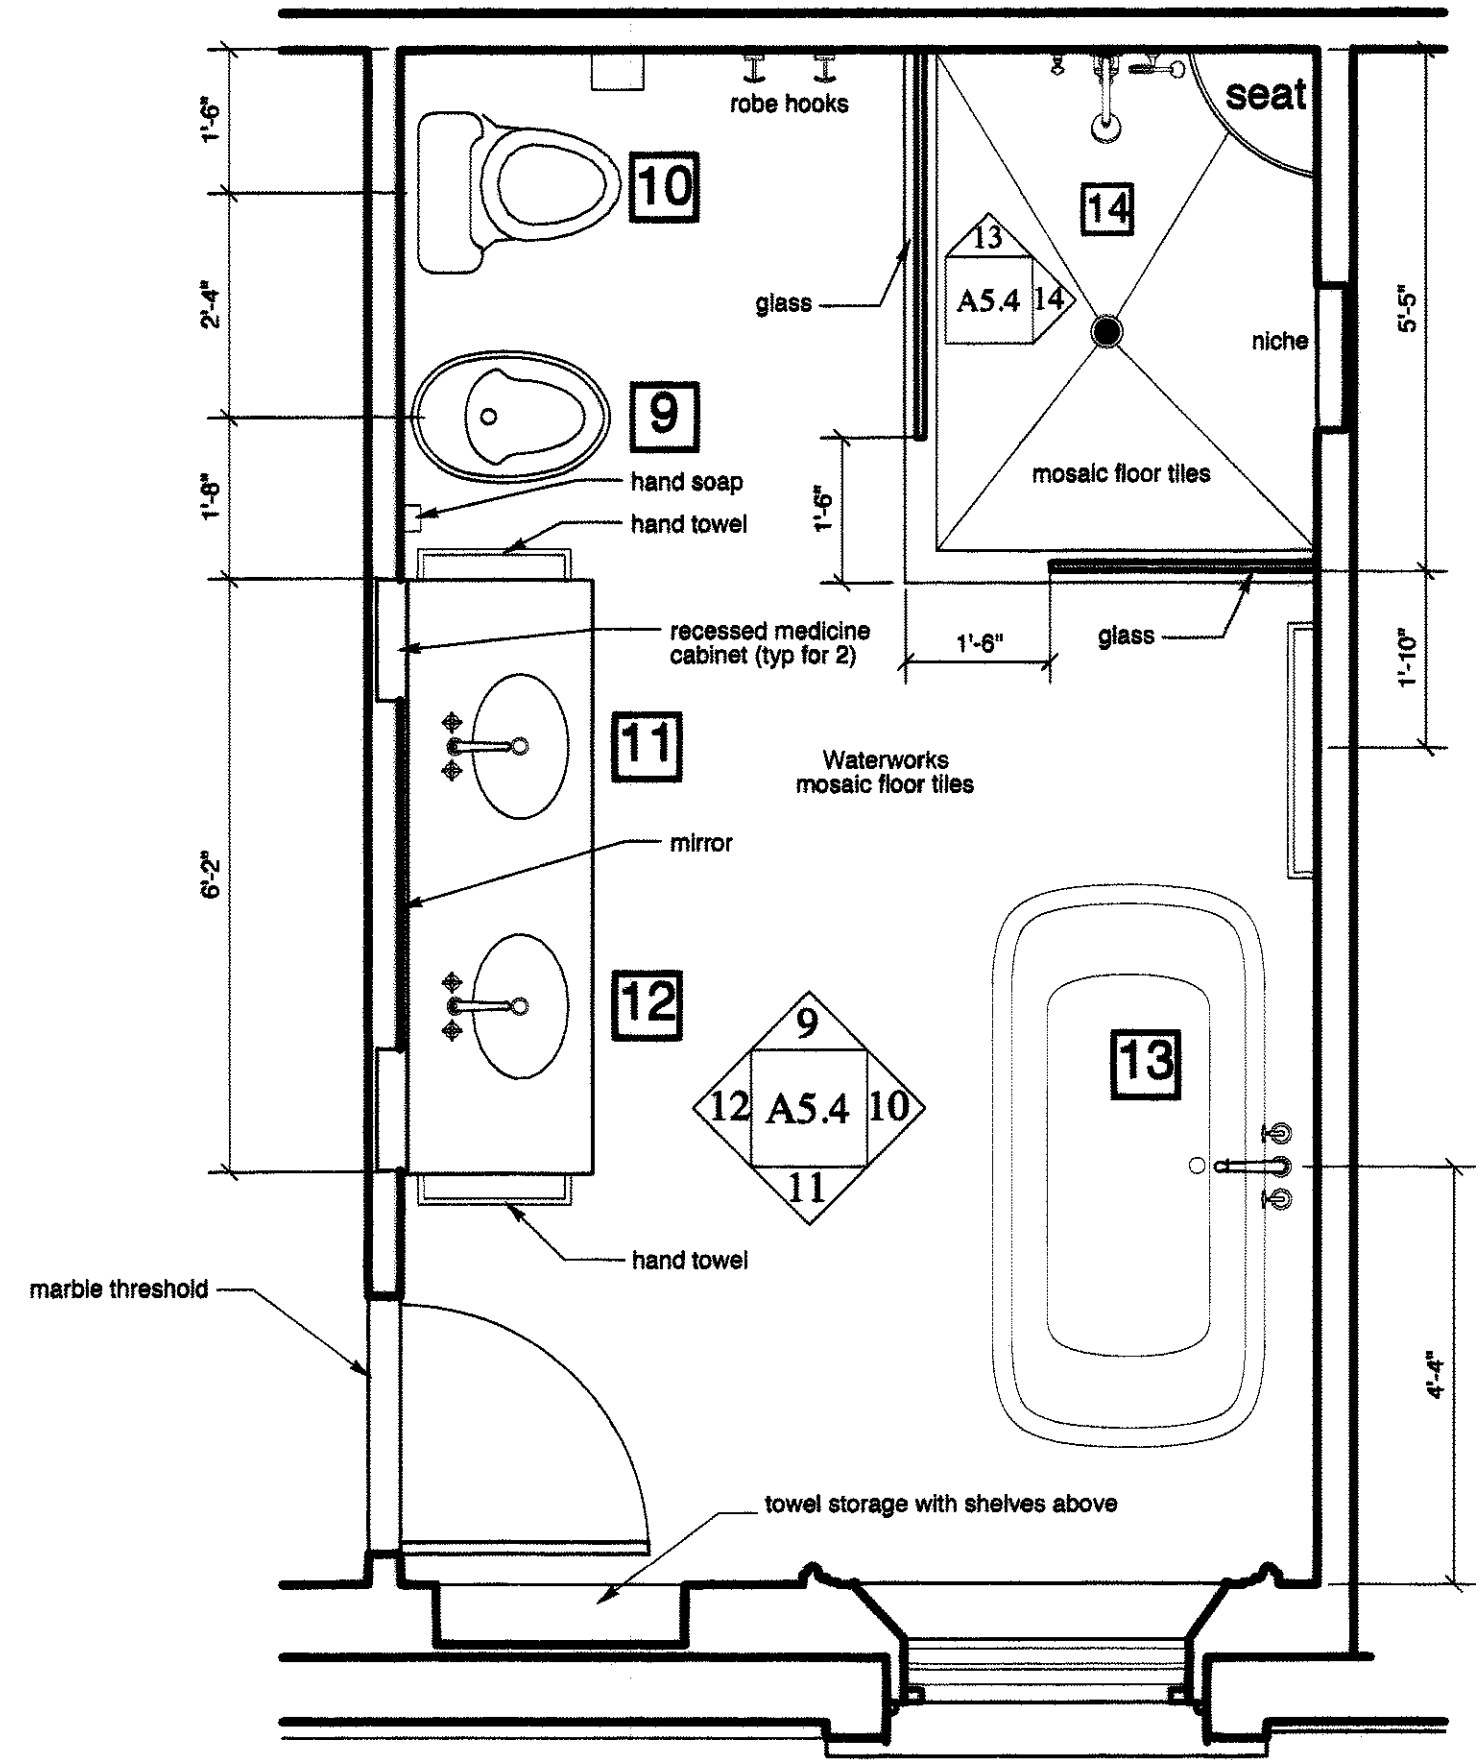 robe hooks
seat
1'-6"
10
14
13
A5.4
14
glass
2'-4"
5'-5"
niche
9
mosaic floor tiles
hand soap
1'-8"
1'-6"
hand towel
recessed medicine
cabinet (typ for 2)
1'-6"
glass
1'-10"
11
Waterworks
mosaic floor tiles
mirror
6'-2"
12
9
12
A5.4
10
11
13
hand towel
marble threshold
4'-4"
towel storage with shelves above